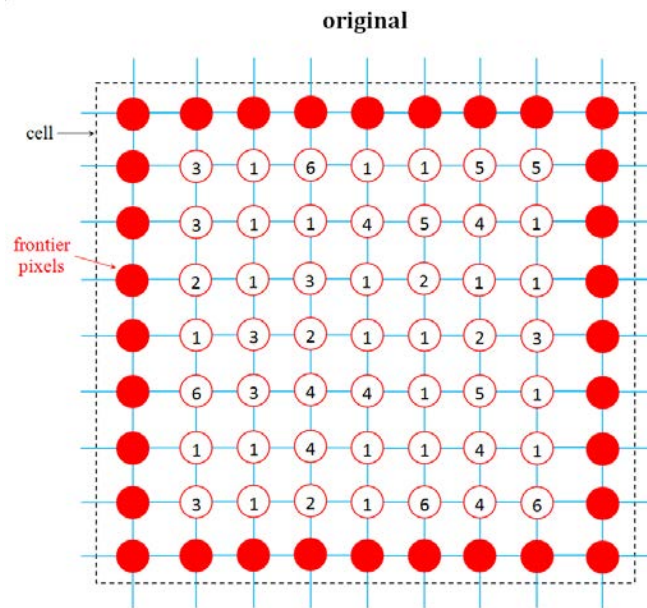 original
cell
3 1 6 1 1 5 5
3 1 1 4 5 4 1
frontier
pixels
2 1 3 1 2 1 1
1 3 2 1 1 2 3
6 3 4 4 1 5 1
1 1 4 1 1 4 1
3 1 2 1 6 4 6